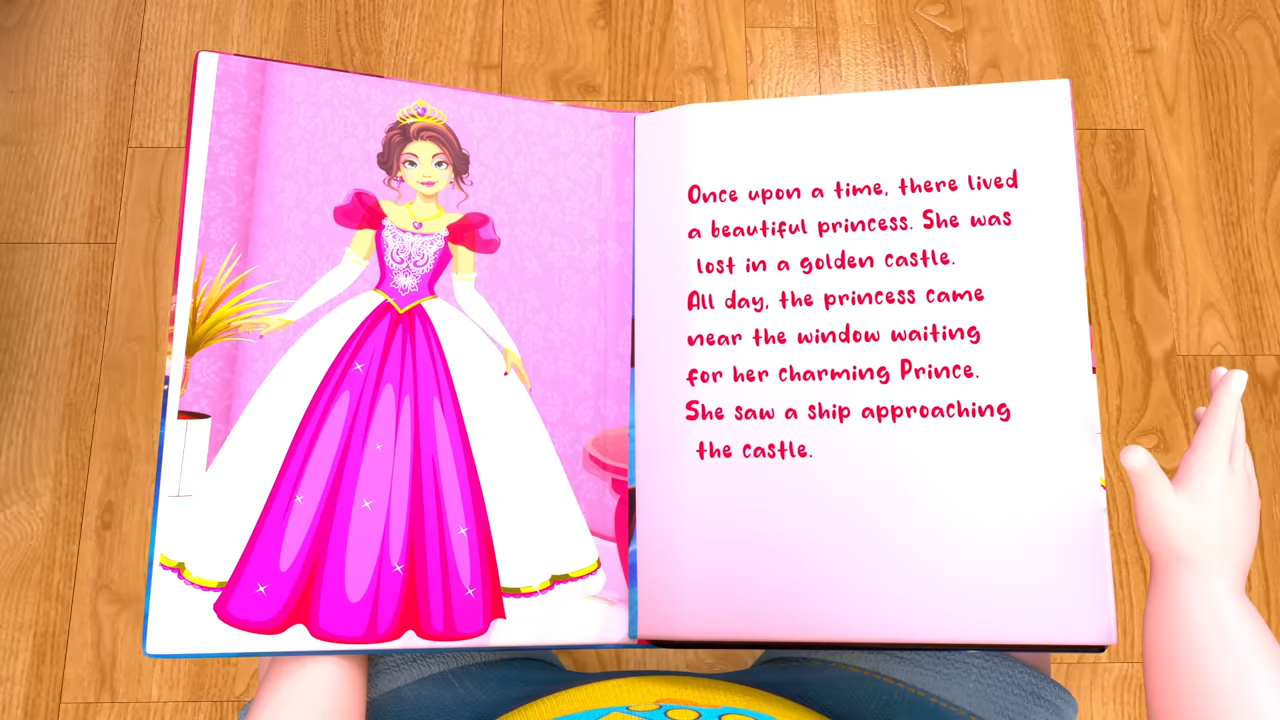 Once upon a time, there lived
a beautiful princess. She was
lost in a golden castle.
All day, the princess came
near the window waiting
for her charming Prince.
She saw a ship approaching
the castle.